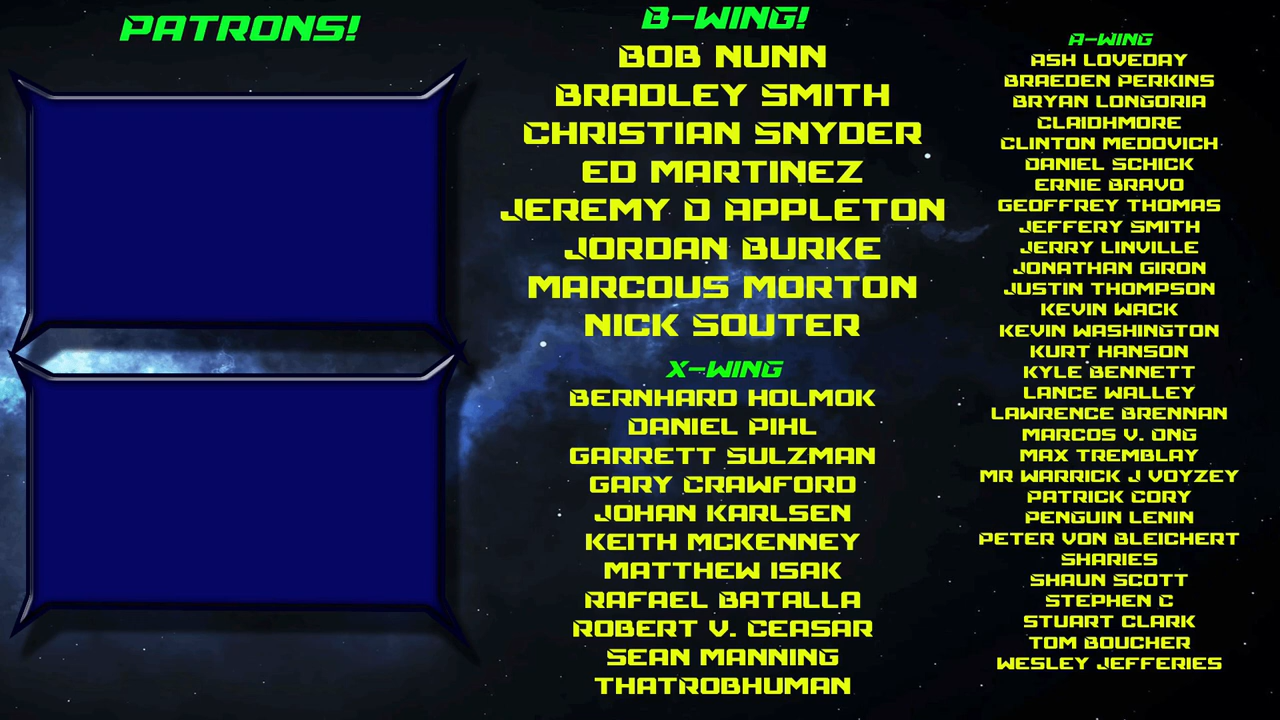 PATRONS!
B-WING!
BOB NUNN
BRADLEY SMITH
CHRISTIAN SNYDER
ED MARTINEZ
JEREMY D APPLETON
JORDAN BURKE
MARCOUS MORTON
NICK SOUTER
X-WING
BERNHARD HOLMOK
DANIEL PIHL
GARRETT SULZMAN
GARY CRAWFORD
JOHAN KARLSEN
KEITH MCKENNEY
MATTHEW ISAK
RAFAEL BATALLA
ROBERT V. CEASAR
SEAN MANNING
THATROBHUMAN
A-WING
ASH LOVEDAY
BRAEDEN PERKINS
BRYAN LONGORIA
CLAIDHMORE
CLINTON MEDOVICH
DANIEL SCHICK
ERNIE BRAVO
GEOFFREY THOMAS
JEFFERY SMITH
JERRY LINVILLE
JONATHAN GIRON
JUSTIN THOMPSON
KEVIN WACK
KEVIN WASHINGTON
KURT HANSON
KYLE BENNETT
LANCE WALLEY
LAWRENCE BRENNAN
MARCOS V. ONG
MAX TREMBLAY
MR WARRICK J VOYZEY
PATRICK CORY
PENGUIN LENIN
PETER VON BLEICHERT
SHARIES
SHAUN SCOTT
STEPHEN C
STUART CLARK
TOM BOUCHER
WESLEY JEFFERIES